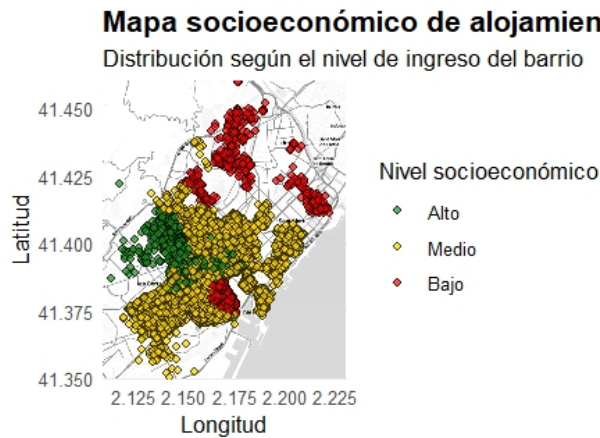 Mapa socioeconómico de alojamien
Distribución según el nivel de ingreso del barrio
41.450
41.425
41.400
41.375
41.350
Latitud
2.125 2.150 2.175 2.200 2.225
Longitud
Nivel socioeconómico
Alto
Medio
Bajo